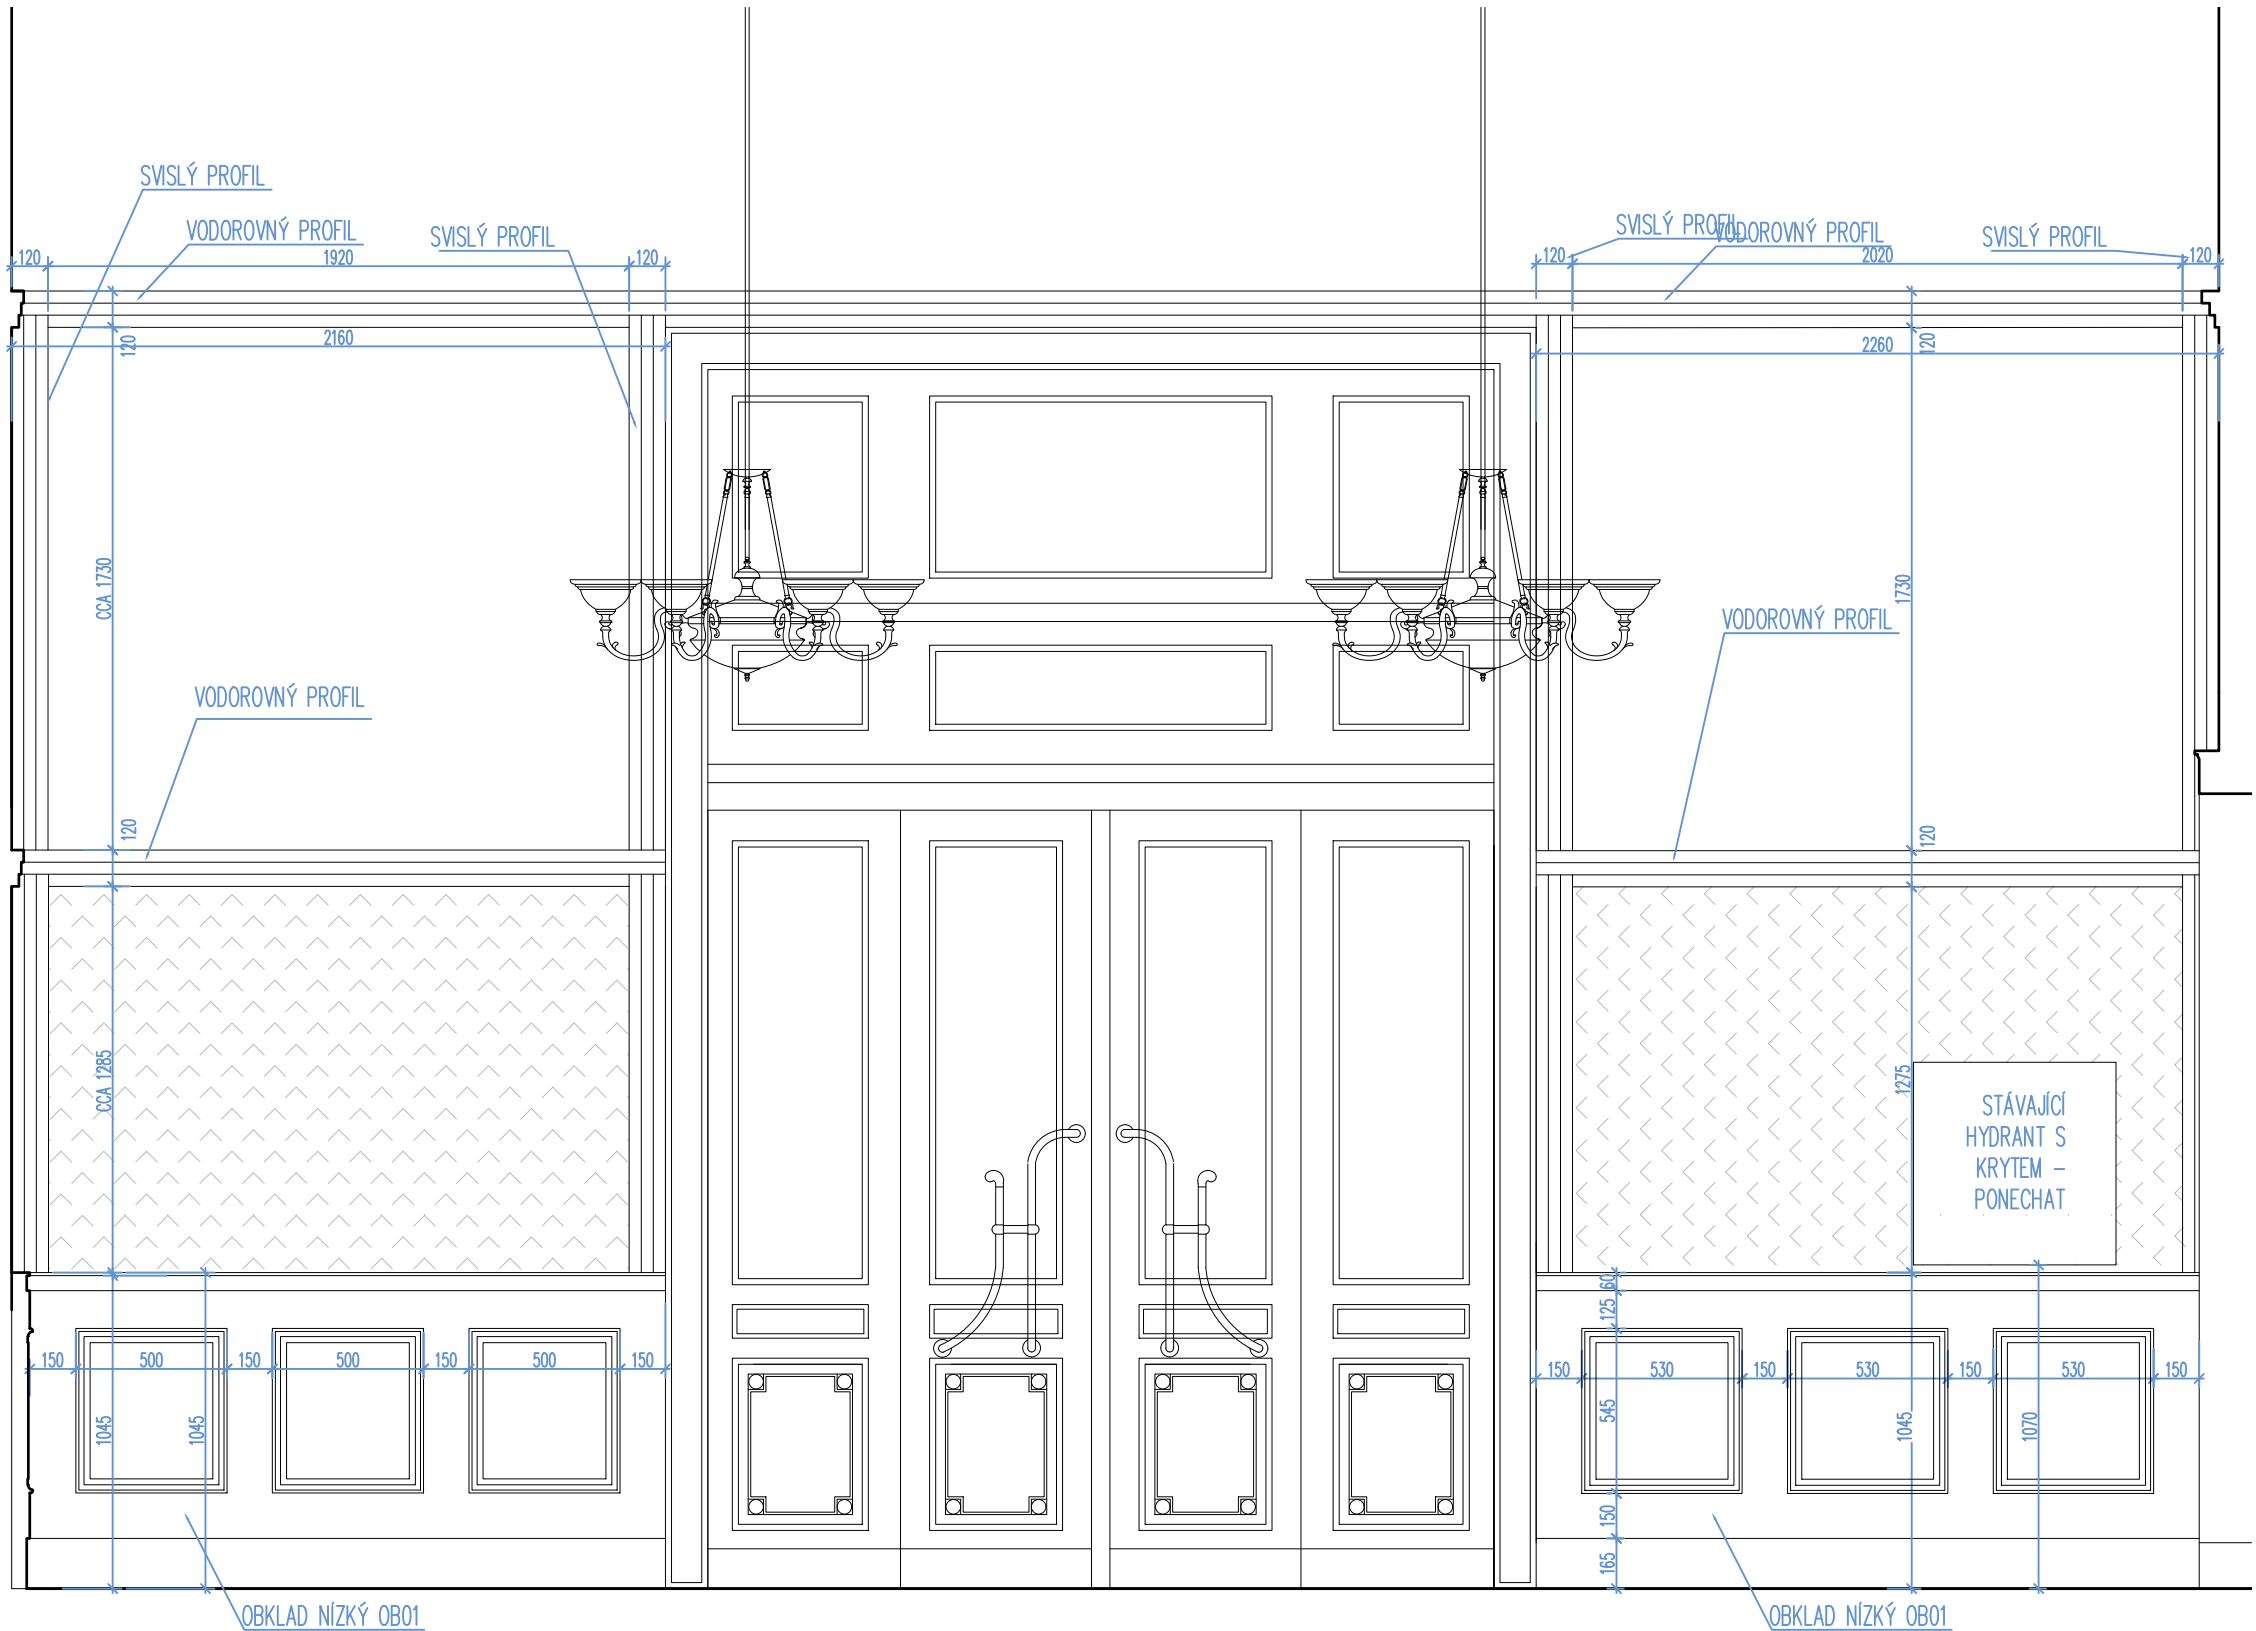 SVISLÝ PROFIL
VODOROVNÝ PROFIL
SVISLÝ PROFIL
SVISLÝ PROFIL
VODOROVNÝ PROFIL
SVISLÝ PROFIL
120
1920
120
120
2020
120
120
2160
120
2260
CCA 1730
1730
VODOROVNÝ PROFIL
VODOROVNÝ PROFIL
120
120
CCA 1285
1275
STÁVAJÍCÍ
HYDRANT S
KRYTEM –
PONECHAT
60
125
150
500
150
500
150
500
150
150
530
150
530
150
530
150
1045
1045
545
1045
1070
150
165
OBKLAD NÍZKÝ OB01
OBKLAD NÍZKÝ OB01